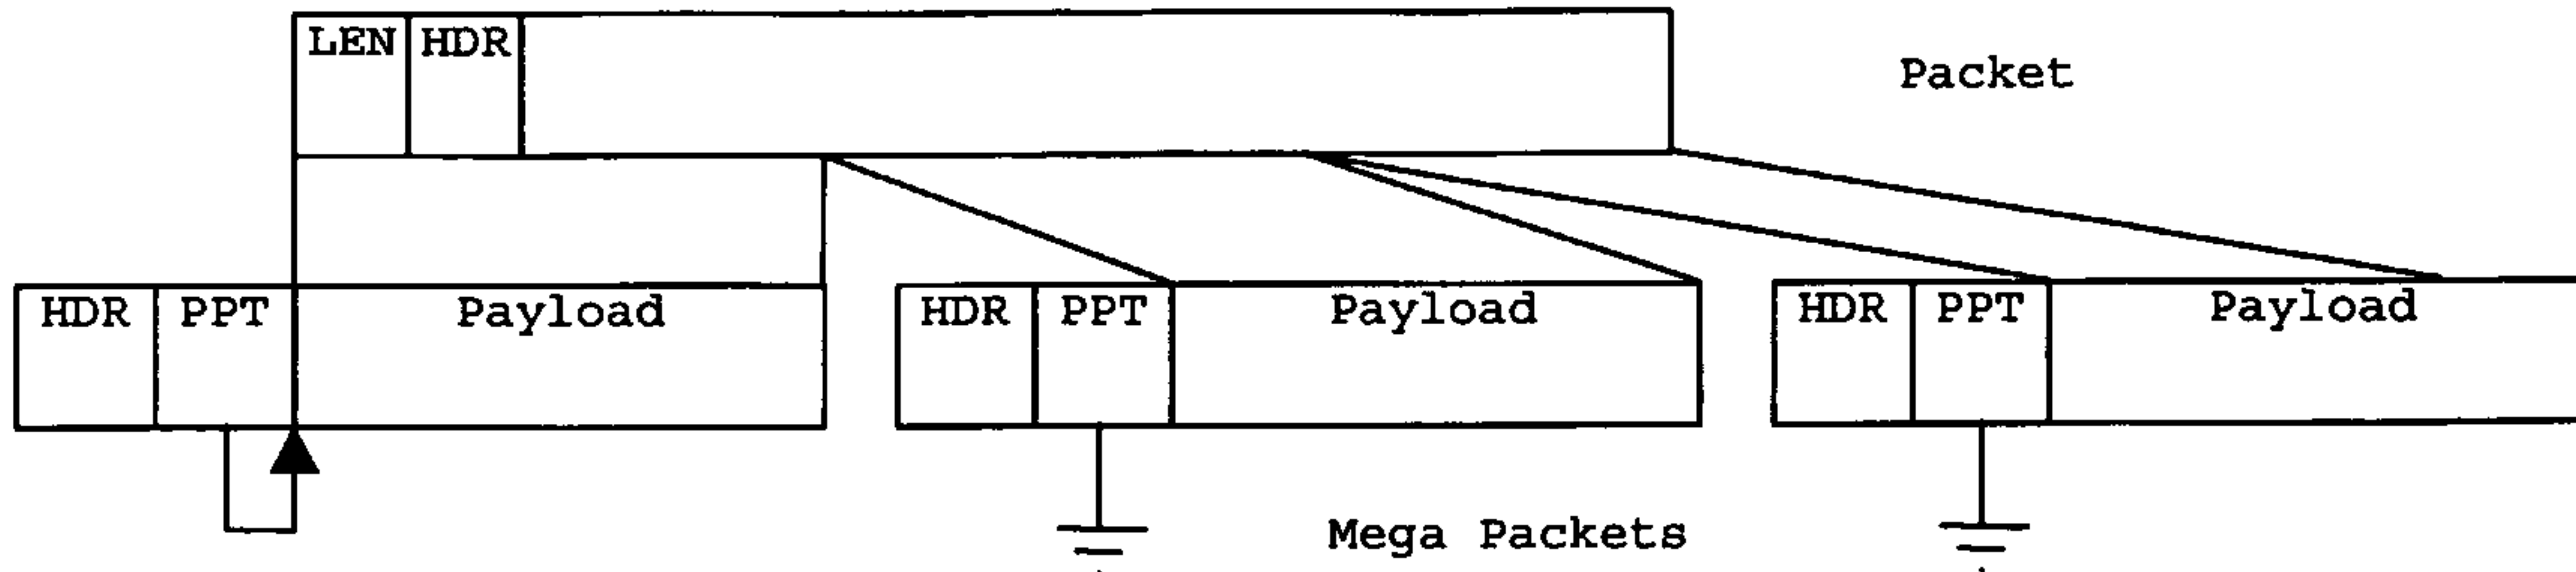 LEN HDR
Packet
HDR PPT Payload HDR PPT Payload HDR PPT Payload
Mega Packets